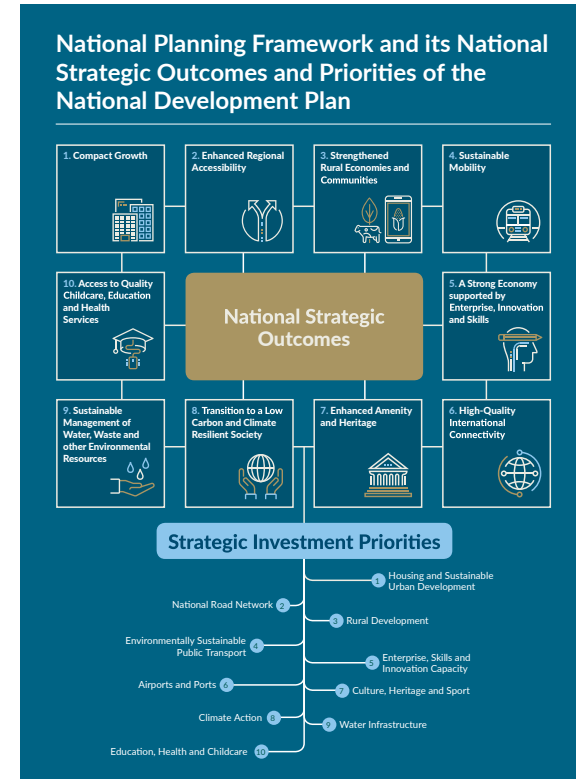 National Planning Framework and its National
Strategic Outcomes and Priorities of the
National Development Plan
1. Compact Growth
2. Enhanced Regional
Accessibility
3. Strengthened
Rural Economies and
Communities
4. Sustainable
Mobility
10. Access to Quality
Childcare, Education
and Health
Services
National Strategic
Outcomes
5. A Strong Economy
supported by
Enterprise, Innovation
and Skills
9. Sustainable
Management of
Water, Waste and
other Environmental
Resources
8. Transition to a Low
Carbon and Climate
Resilient Society
7. Enhanced Amenity
and Heritage
6. High-Quality
International
Connectivity
Strategic Investment Priorities
1 Housing and Sustainable
Urban Development
National Road Network 2
3 Rural Development
Environmentally Sustainable
Public Transport 4
5 Enterprise, Skills and
Innovation Capacity
Airports and Ports 6
7 Culture, Heritage and Sport
Climate Action 8
9 Water Infrastructure
Education, Health and Childcare 10